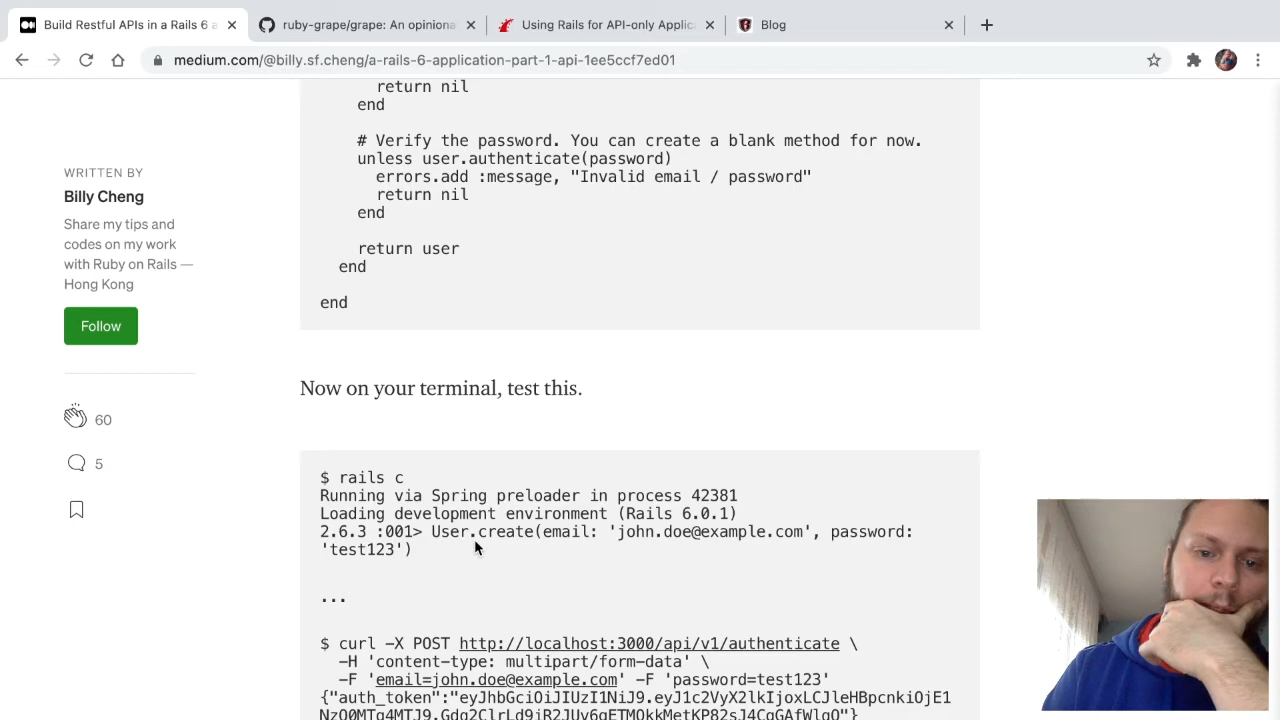 Build Restful APIs in a Rails 6 a
ruby-grape/grape: An opiniona
Using Rails for API-only Applic
Blog
medium.com/@billy.sf.cheng/a-rails-6-application-part-1-api-1ee5ccf7ed01
return nil
end
# Verify the password. You can create a blank method for now.
unless user.authenticate(password)
errors.add :message, "Invalid email / password"
return nil
end
return user
end
end
WRITTEN BY
Billy Cheng
Share my tips and
codes on my work
with Ruby on Rails —
Hong Kong
Follow
60
5
Now on your terminal, test this.
$ rails c
Running via Spring preloader in process 42381
Loading development environment (Rails 6.0.1)
2.6.3 :001> User.create(email: 'john.doe@example.com', password:
'test123')
...
$ curl -X POST http://localhost:3000/api/v1/authenticate \
-H 'content-type: multipart/form-data' \
-F 'email=john.doe@example.com' -F 'password=test123'